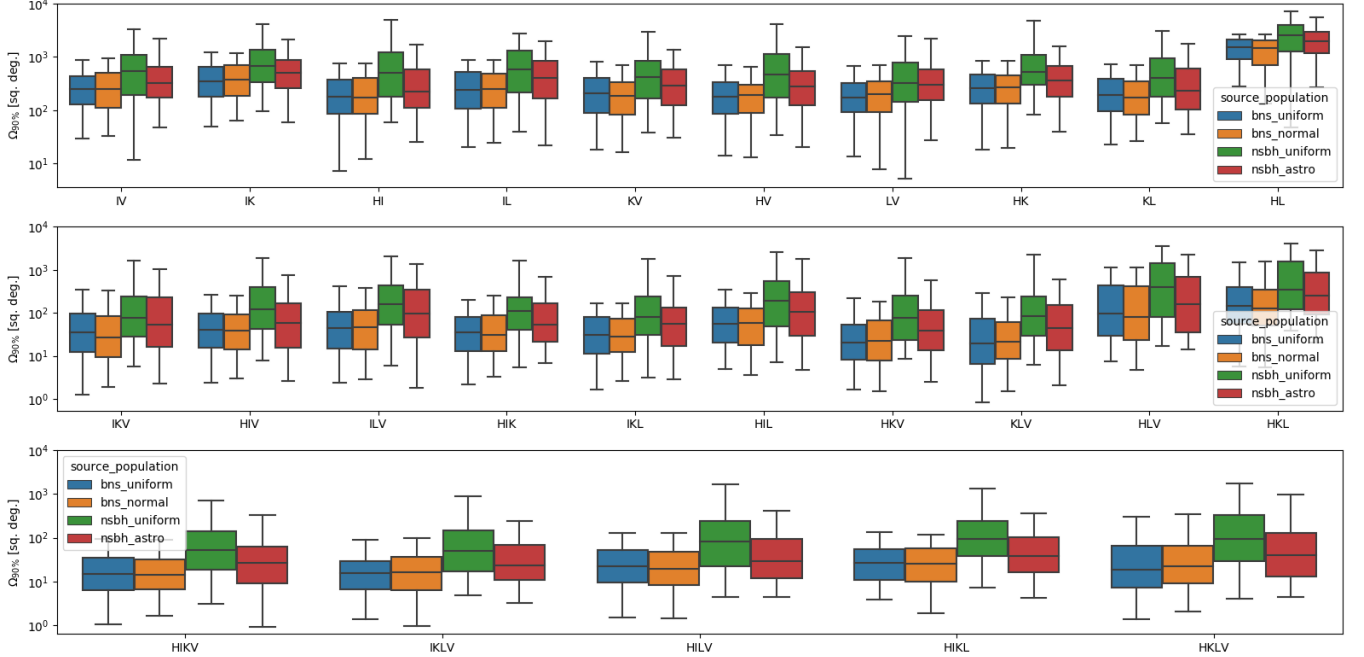 10⁴
10³
10²
10¹
Ω90% [sq. deg.]
source_population
bns_uniform
bns_normal
nsbh_uniform
nsbh_astro
IV IK HI IL KV HV LV HK KL HL
10⁴
10³
10²
10¹
10⁰
Ω90% [sq. deg.]
source_population
bns_uniform
bns_normal
nsbh_uniform
nsbh_astro
IKV HIV ILV HIK IKL HIL HKV KLV HLV HKL
10⁴
10³
10²
10¹
10⁰
Ω90% [sq. deg.]
source_population
bns_uniform
bns_normal
nsbh_uniform
nsbh_astro
HIKV IKLV HILV HIKL HKLV